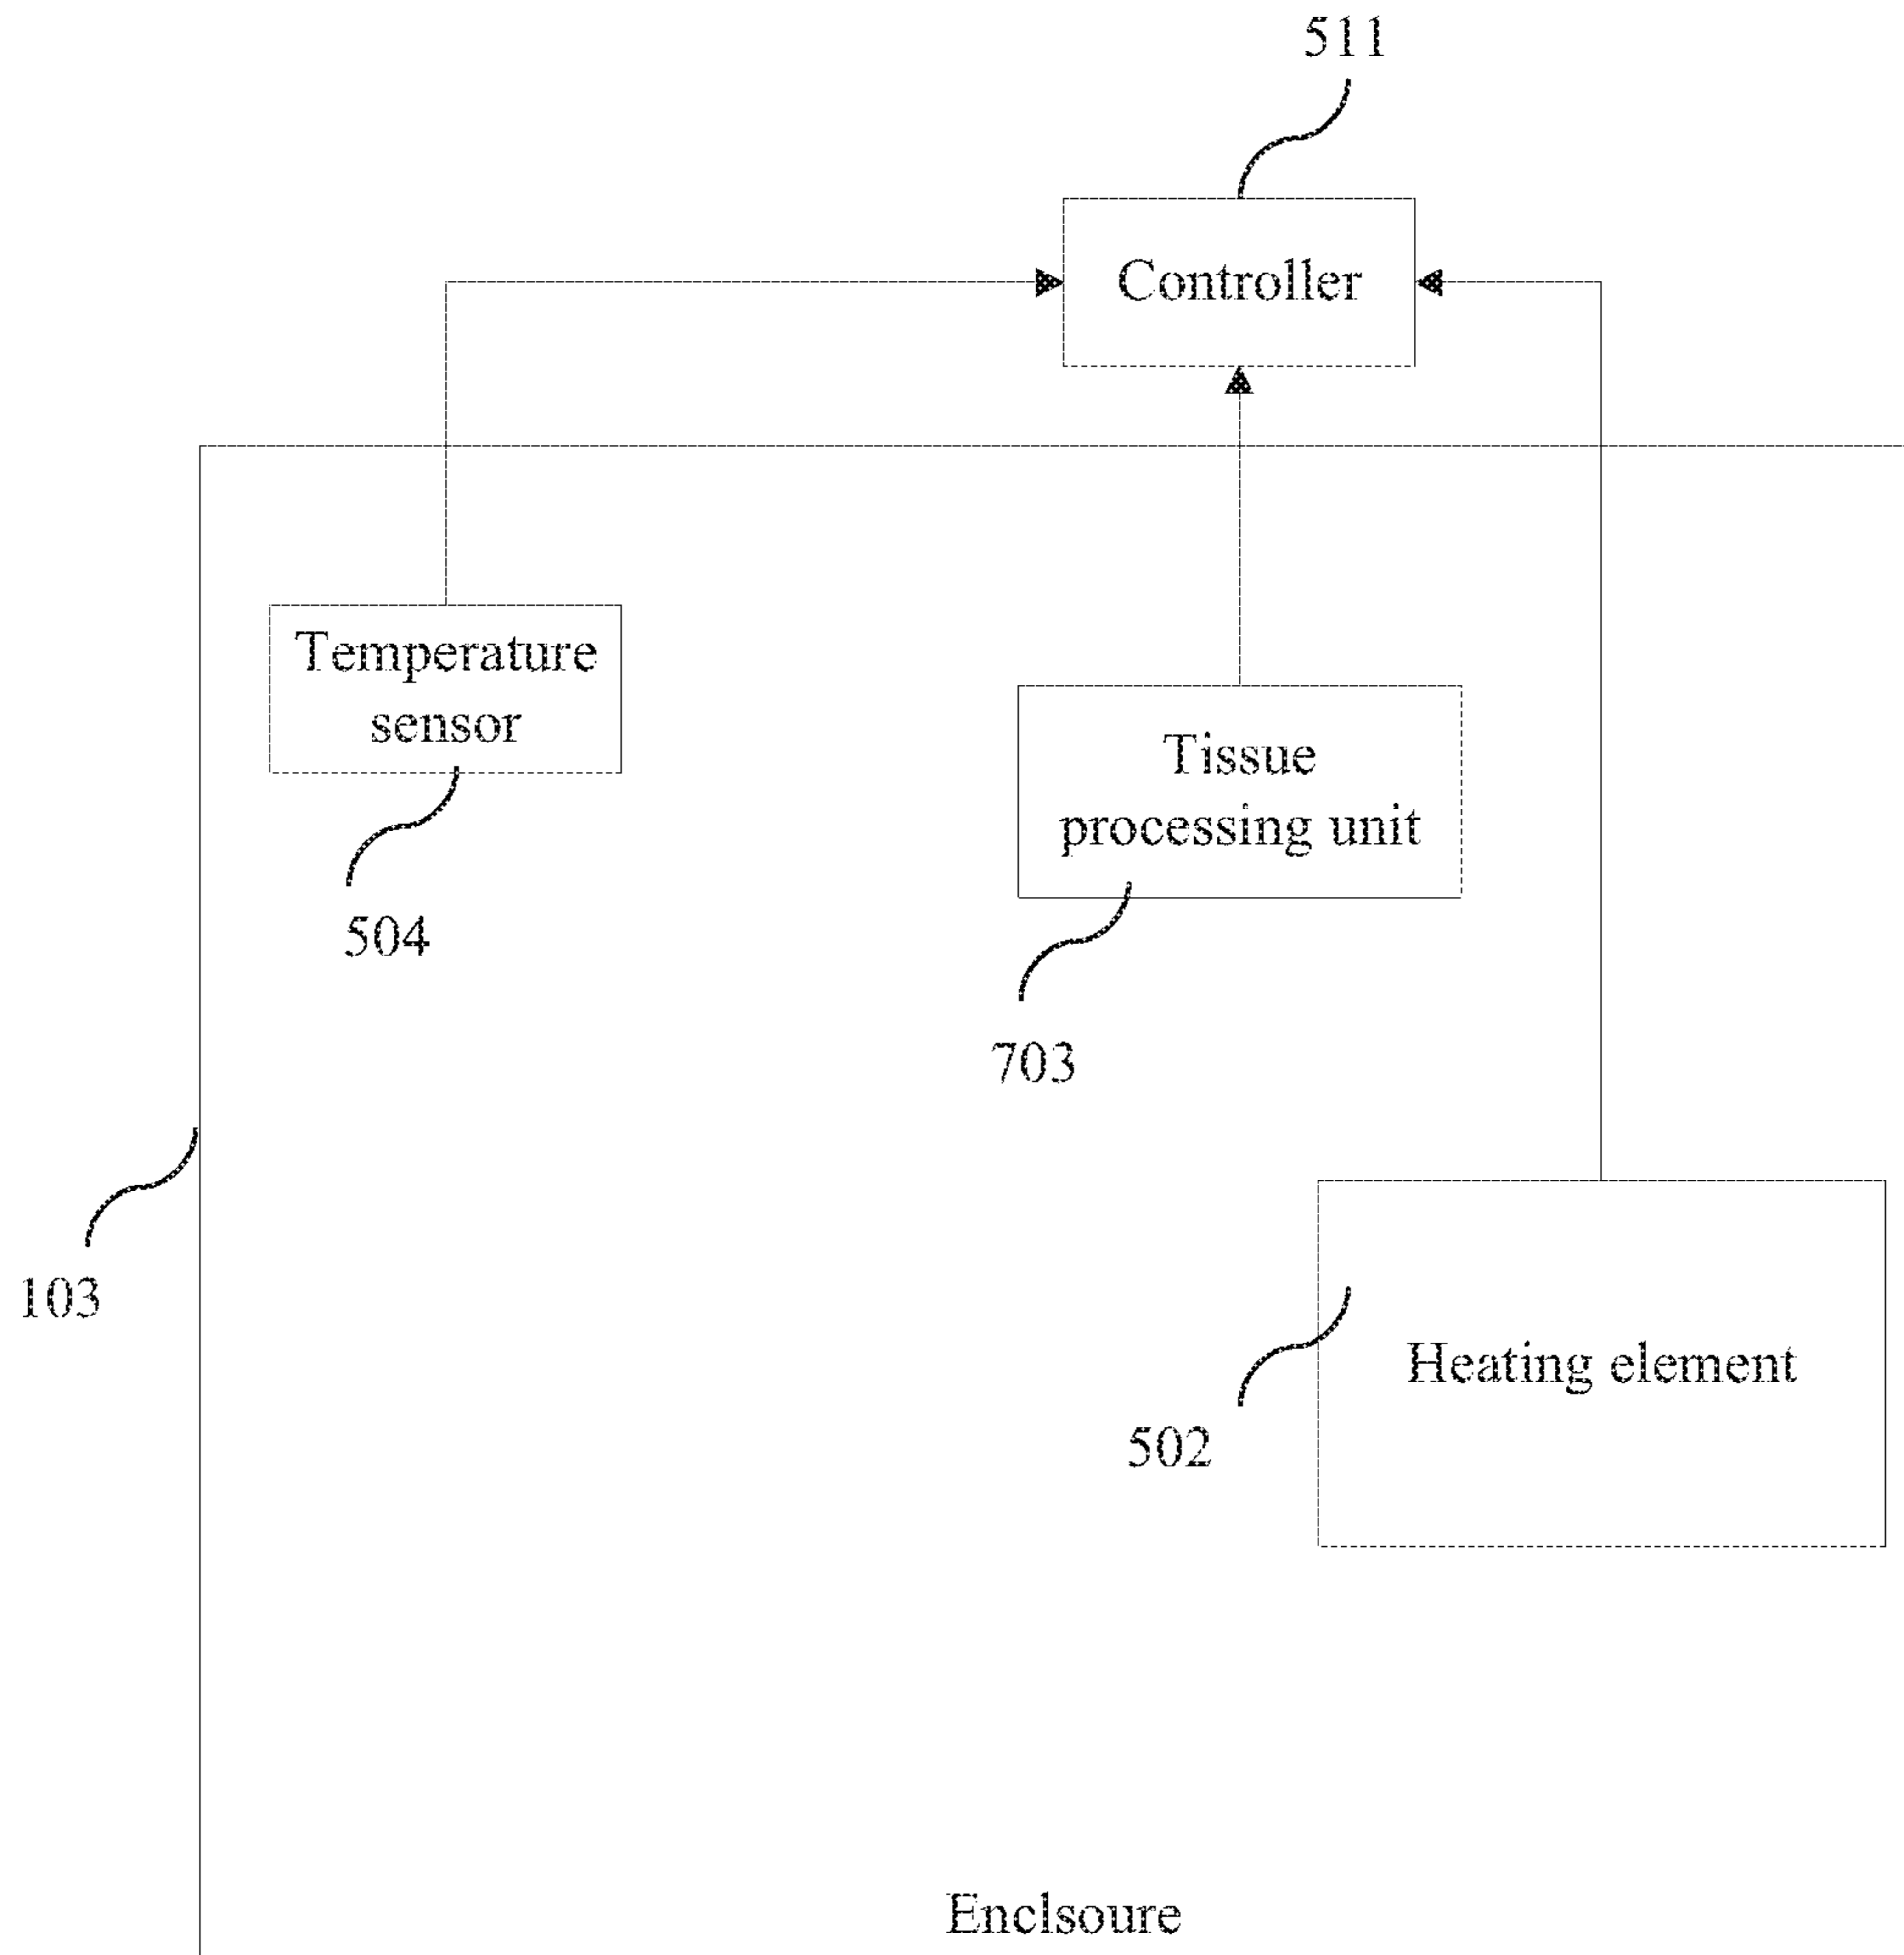 511
Controller
Temperature
sensor
504
Tissue
processing unit
703
103
Heating element
502
Enclsoure